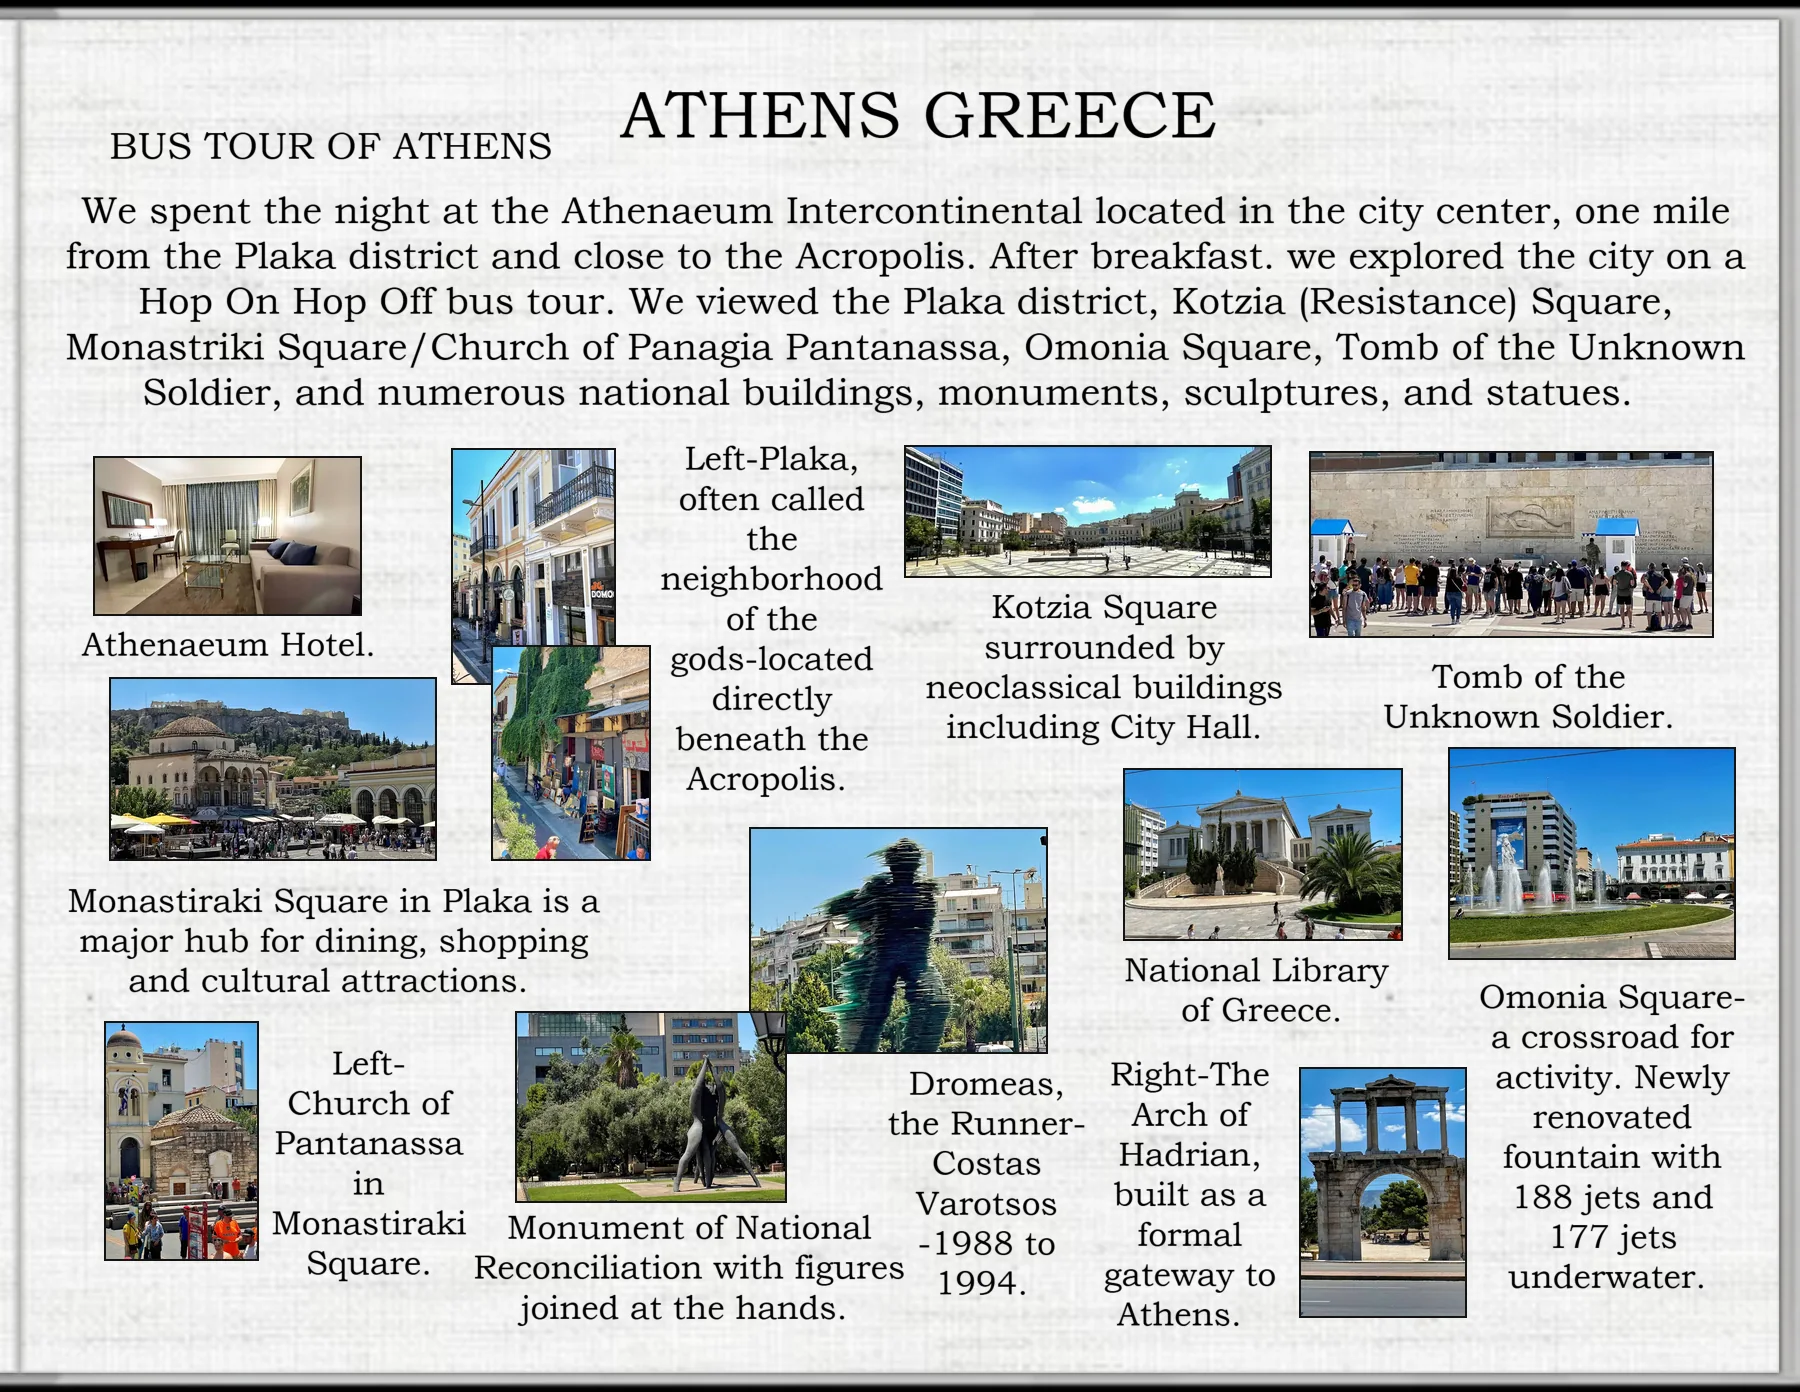 ATHENS GREECE
BUS TOUR OF ATHENS
We spent the night at the Athenaeum Intercontinental located in the city center, one mile
from the Plaka district and close to the Acropolis. After breakfast. we explored the city on a
Hop On Hop Off bus tour. We viewed the Plaka district, Kotzia (Resistance) Square,
Monastriki Square/Church of Panagia Pantanassa, Omonia Square, Tomb of the Unknown
Soldier, and numerous national buildings, monuments, sculptures, and statues.
Athenaeum Hotel.
DOMO
Left-Plaka,
often called
the
neighborhood
of the
gods-located
directly
beneath the
Acropolis.
Kotzia Square
surrounded by
neoclassical buildings
including City Hall.
Tomb of the
Unknown Soldier.
Monastiraki Square in Plaka is a
major hub for dining, shopping
and cultural attractions.
National Library
of Greece.
Omonia Square-
a crossroad for
activity. Newly
renovated
fountain with
188 jets and
177 jets
underwater.
Left-
Church of
Pantanassa
in
Monastiraki
Square.
Monument of National
Reconciliation with figures
joined at the hands.
Dromeas,
the Runner-
Costas
Varotsos
-1988 to
1994.
Right-The
Arch of
Hadrian,
built as a
formal
gateway to
Athens.